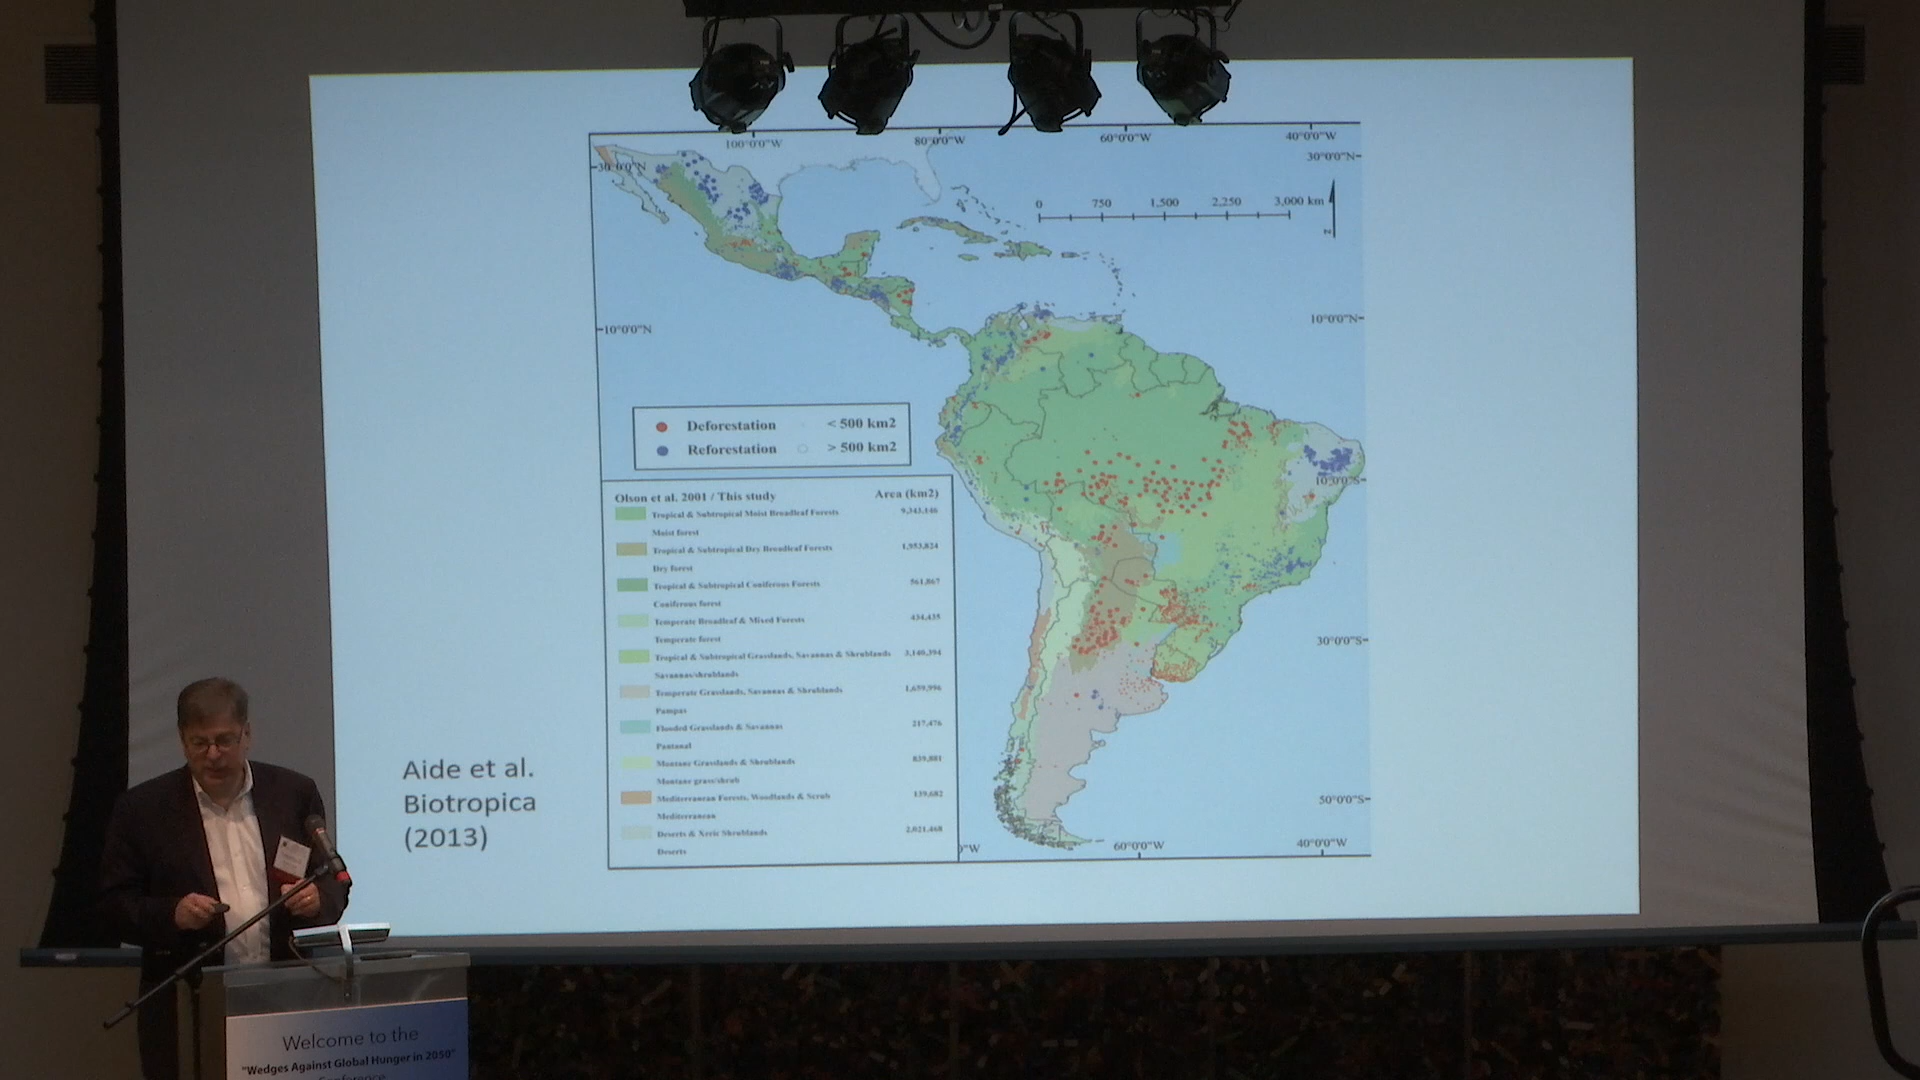 100°0'0"W 80°0'0"W 60°0'0"W 40°0'0"W
30°0'0"N 30°0'0"N
0 750 1,500 2,250 3,000 km
N
10°0'0"N 10°0'0"N
Deforestation < 500 km2
Reforestation > 500 km2
10°0'0"S
Olson et al. 2001 / This study Area (km2)
Tropical & Subtropical Moist Broadleaf Forests 9,343,146
Moist forest
Tropical & Subtropical Dry Broadleaf Forests 1,953,824
Dry forest
Tropical & Subtropical Coniferous Forests 561,867
Coniferous forest
Temperate Broadleaf & Mixed Forests 434,435
Temperate forest
Tropical & Subtropical Grasslands, Savannas & Shrublands 3,140,394
Savannas/shrublands
Temperate Grasslands, Savannas & Shrublands 1,659,996
Pampas
Flooded Grasslands & Savannas 217,476
Pantanal
Montane Grasslands & Shrublands 839,881
Montane grass/shrub
Mediterranean Forests, Woodlands & Scrub 139,682
Mediterranean
Deserts & Xeric Shrublands 2,021,468
Deserts
30°0'0"S
50°0'0"S
0"W 60°0'0"W 40°0'0"W
Aide et al.
Biotropica
(2013)
Welcome to the
"Wedges Against Global Hunger in 2050"
Conference